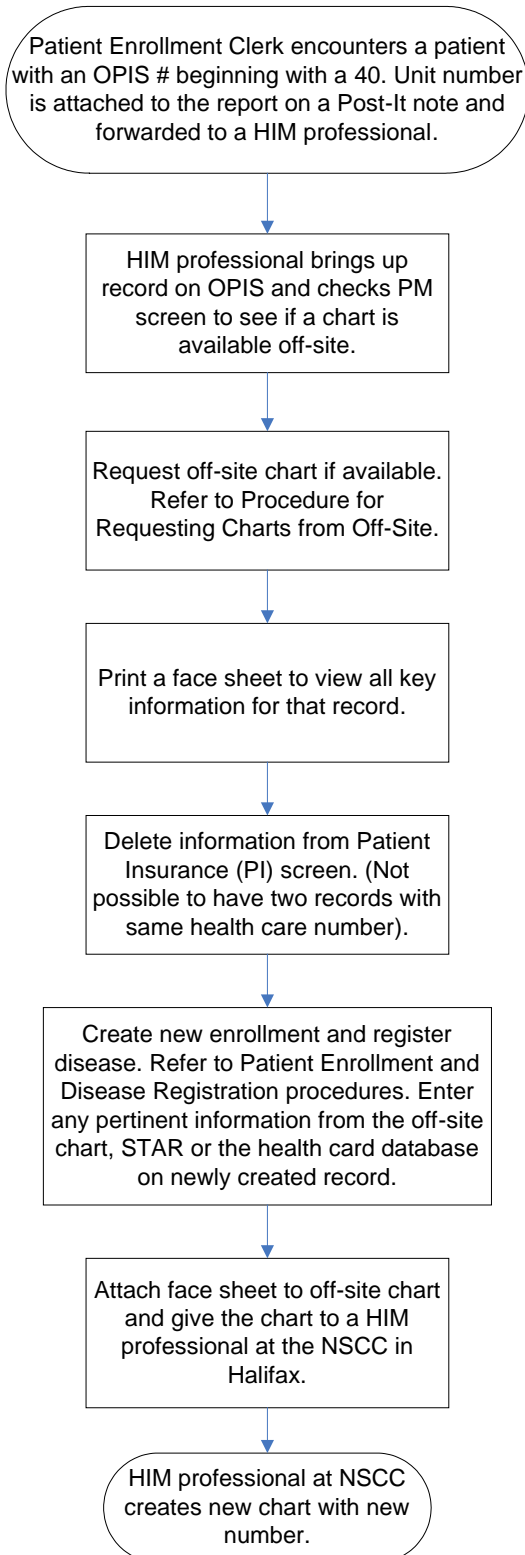 Patient Enrollment Clerk encounters a patient
with an OPIS # beginning with a 40. Unit number
is attached to the report on a Post-It note and
forwarded to a HIM professional.
HIM professional brings up
record on OPIS and checks PM
screen to see if a chart is
available off-site.
Request off-site chart if available.
Refer to Procedure for
Requesting Charts from Off-Site.
Print a face sheet to view all key
information for that record.
Delete information from Patient
Insurance (PI) screen. (Not
possible to have two records with
same health care number).
Create new enrollment and register
disease. Refer to Patient Enrollment and
Disease Registration procedures. Enter
any pertinent information from the off-site
chart, STAR or the health card database
on newly created record.
Attach face sheet to off-site chart
and give the chart to a HIM
professional at the NSCC in
Halifax.
HIM professional at NSCC
creates new chart with new
number.